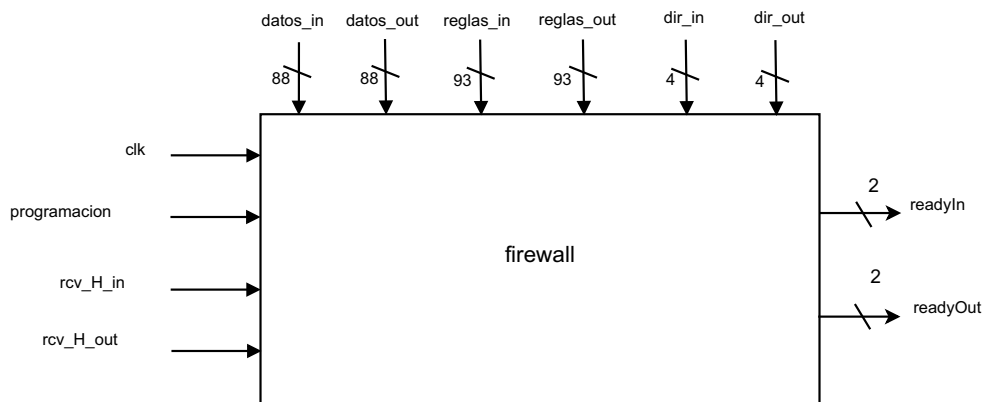 datos_in datos_out reglas_in reglas_out dir_in dir_out
88 88 93 93 4 4
clk
programacion
rcv_H_in
rcv_H_out
firewall
2
readyIn
2
readyOut